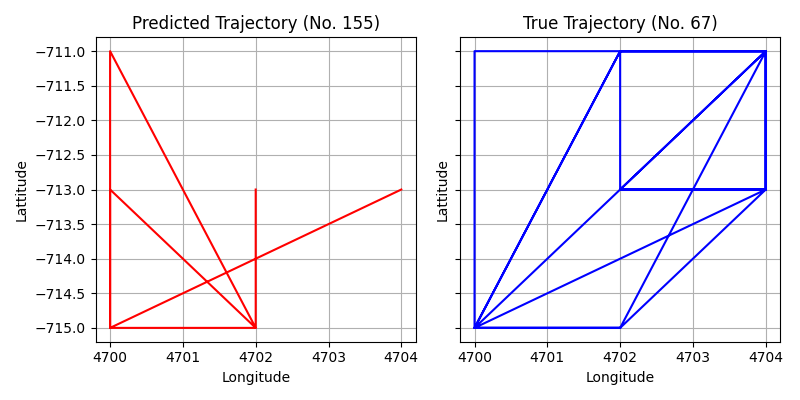 Predicted Trajectory (No. 155)
True Trajectory (No. 67)
−711.0
−711.5
−712.0
−712.5
−713.0
−713.5
−714.0
−714.5
−715.0
Lattitude
Lattitude
4700 4701 4702 4703 4704
4700 4701 4702 4703 4704
Longitude
Longitude